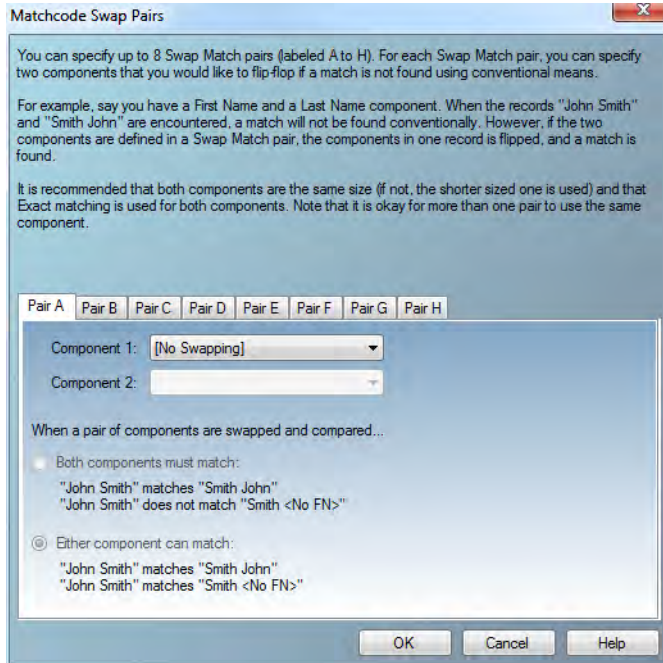 Matchcode Swap Pairs
You can specify up to 8 Swap Match pairs (labeled A to H). For each Swap Match pair, you can specify
two components that you would like to flip-flop if a match is not found using conventional means.
For example, say you have a First Name and a Last Name component. When the records "John Smith"
and "Smith John" are encountered, a match will not be found conventionally. However, if the two
components are defined in a Swap Match pair, the components in one record is flipped, and a match is
found.
It is recommended that both components are the same size (if not, the shorter sized one is used) and that
Exact matching is used for both components. Note that it is okay for more than one pair to use the same
component.
Pair A Pair B Pair C Pair D Pair E Pair F Pair G Pair H
Component 1: [No Swapping]
Component 2:
When a pair of components are swapped and compared...
Both components must match:
"John Smith" matches "Smith John"
"John Smith" does not match "Smith <No FN>"
Either component can match:
"John Smith" matches "Smith John"
"John Smith" matches "Smith <No FN>"
OK Cancel Help